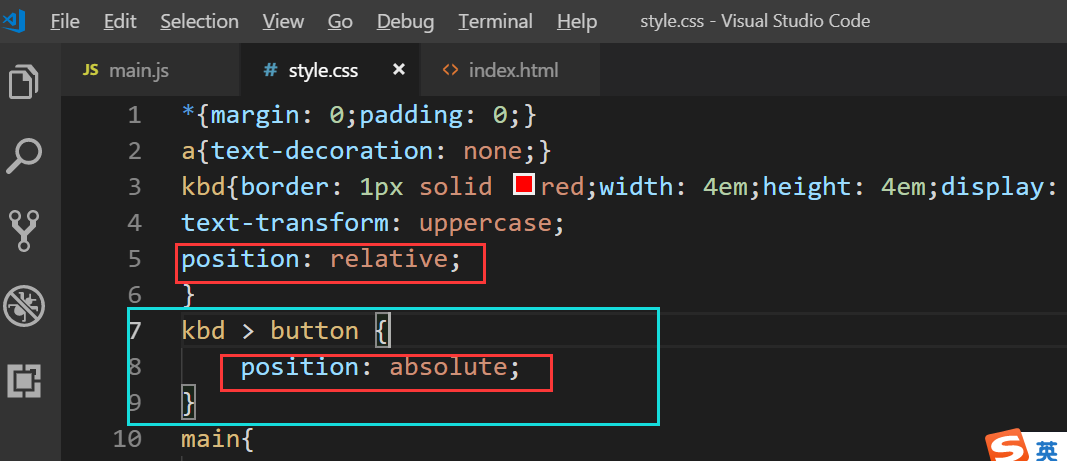 File Edit Selection View Go Debug Terminal Help style.css - Visual Studio Code
JS main.js # style.css × <> index.html
1 *{margin: 0;padding: 0;}
2 a{text-decoration: none;}
3 kbd{border: 1px solid red;width: 4em;height: 4em;display:
4 text-transform: uppercase;
5 position: relative;
6 }
7 kbd > button {
8 position: absolute;
9 }
10 main{
S 英